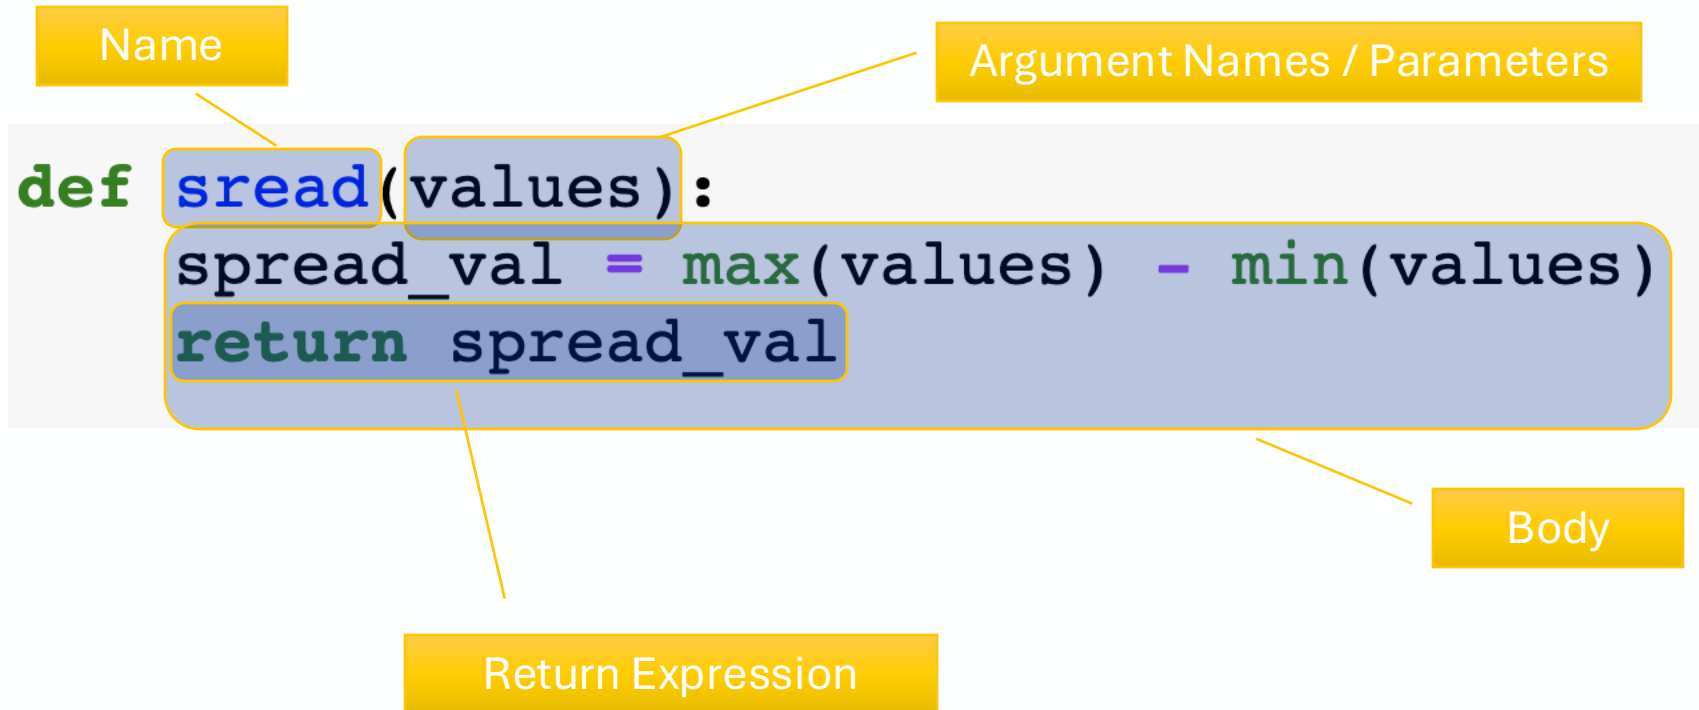 Name
Argument Names / Parameters
def sread(values):
spread_val = max(values) - min(values)
return spread_val
Body
Return Expression